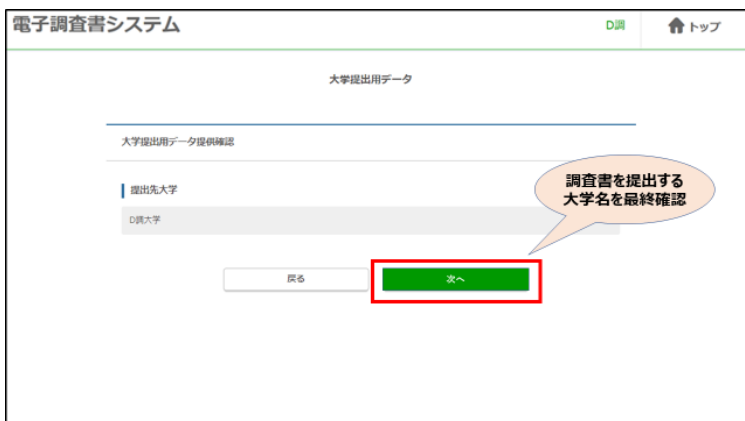 電子調査書システム
D調
トップ
大学提出用データ
大学提出用データ提供確認
提出先大学
D調大学
調査書を提出する
大学名を最終確認
戻る
次へ